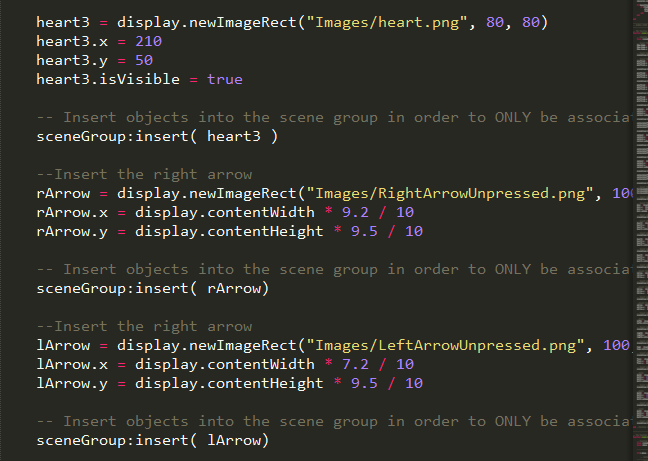 heart3 = display.newImageRect("Images/heart.png", 80, 80)
heart3.x = 210
heart3.y = 50
heart3.isVisible = true
-- Insert objects into the scene group in order to ONLY be associa
sceneGroup:insert( heart3 )
--Insert the right arrow
rArrow = display.newImageRect("Images/RightArrowUnpressed.png", 100
rArrow.x = display.contentWidth * 9.2 / 10
rArrow.y = display.contentHeight * 9.5 / 10
-- Insert objects into the scene group in order to ONLY be associa
sceneGroup:insert( rArrow)
--Insert the right arrow
lArrow = display.newImageRect("Images/LeftArrowUnpressed.png", 100
lArrow.x = display.contentWidth * 7.2 / 10
lArrow.y = display.contentHeight * 9.5 / 10
-- Insert objects into the scene group in order to ONLY be associa
sceneGroup:insert( lArrow)